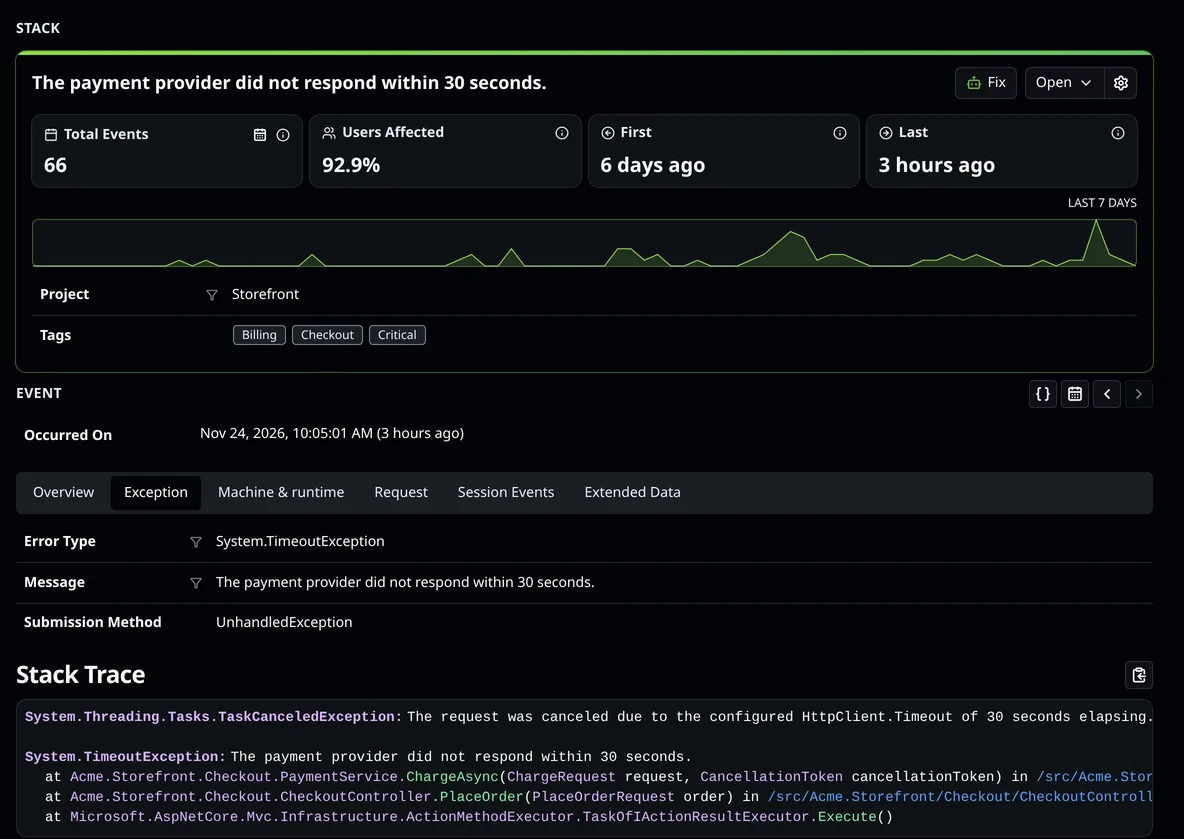 STACK
The payment provider did not respond within 30 seconds.
Fix
Open
Total Events
66
Users Affected
92.9%
First
6 days ago
Last
3 hours ago
LAST 7 DAYS
Project
Storefront
Tags
Billing
Checkout
Critical
EVENT
Occurred On
Nov 24, 2026, 10:05:01 AM (3 hours ago)
Overview
Exception
Machine & runtime
Request
Session Events
Extended Data
Error Type
System.TimeoutException
Message
The payment provider did not respond within 30 seconds.
Submission Method
UnhandledException
Stack Trace
System.Threading.Tasks.TaskCanceledException: The request was canceled due to the configured HttpClient.Timeout of 30 seconds elapsing.
System.TimeoutException: The payment provider did not respond within 30 seconds.
at Acme.Storefront.Checkout.PaymentService.ChargeAsync(ChargeRequest request, CancellationToken cancellationToken) in /src/Acme.Stor
at Acme.Storefront.Checkout.CheckoutController.PlaceOrder(PlaceOrderRequest order) in /src/Acme.Storefront/Checkout/CheckoutControll
at Microsoft.AspNetCore.Mvc.Infrastructure.ActionMethodExecutor.TaskOfIActionResultExecutor.Execute()